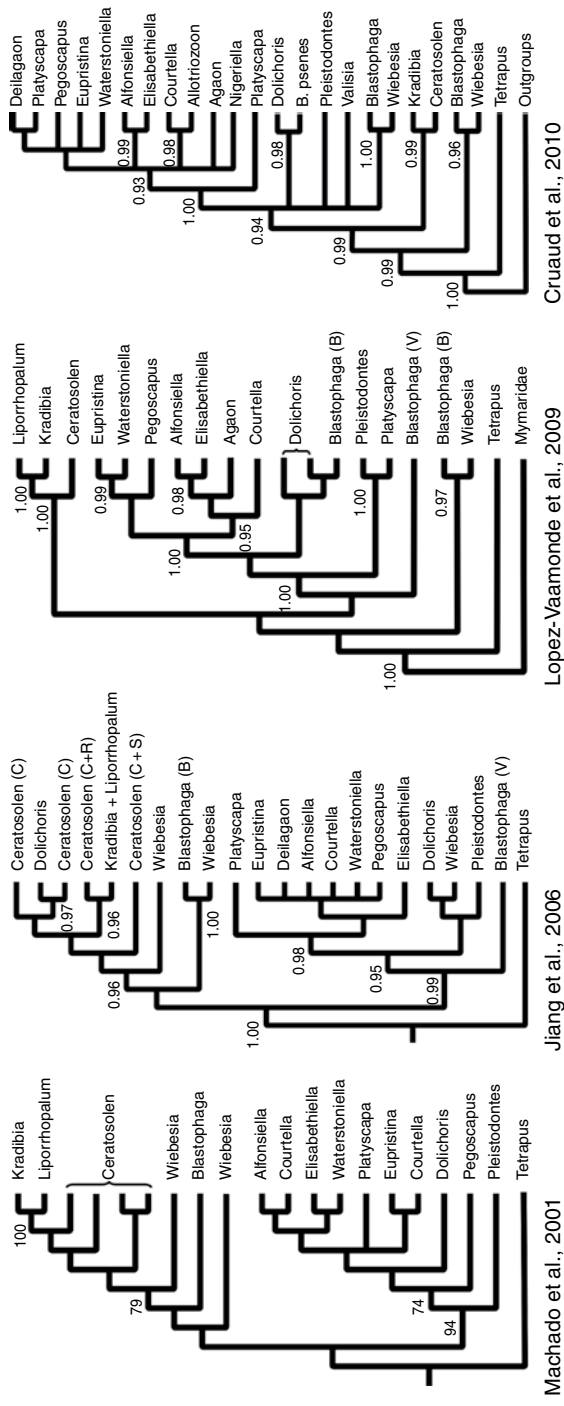 Kradibia
Liporrhopalum
Ceratosolen
Wiebesia
Blastophaga
Wiebesia
Alfonsiella
Courtella
Elisabethiella
Waterstoniella
Platyscapa
Eupristina
Courtella
Dolichoris
Pegoscapus
Pleistodontes
Tetrapus
100
79
74
94
Machado et al., 2001
Ceratosolen (C)
Dolichoris
Ceratosolen (C)
Ceratosolen (C+R)
Kradibia + Liporrhopalum
Ceratosolen (C + S)
Wiebesia
Blastophaga (B)
Wiebesia
Platyscapa
Eupristina
Deilagaon
Alfonsiella
Courtella
Waterstoniella
Pegoscapus
Elisabethiella
Dolichoris
Wiebesia
Pleistodontes
Blastophaga (V)
Tetrapus
0.97
0.96
0.96
1.00
0.98
0.95
0.99
1.00
Jiang et al., 2006
Liporrhopalum
Kradibia
Ceratosolen
Eupristina
Waterstoniella
Pegoscapus
Alfonsiella
Elisabethiella
Agaon
Courtella
Dolichoris
Blastophaga (B)
Pleistodontes
Platyscapa
Blastophaga (V)
Blastophaga (B)
Wiebesia
Tetrapus
Mymaridae
1.00
1.00
0.99
0.98
0.95
1.00
1.00
1.00
0.97
1.00
Lopez-Vaamonde et al., 2009
Deilagaon
Platyscapa
Pegoscapus
Eupristina
Waterstoniella
Alfonsiella
Elisabethiella
Courtella
Allotriozoon
Agaon
Nigeriella
Platyscapa
Dolichoris
B. psenes
Pleistodontes
Valisia
Blastophaga
Wiebesia
Kradibia
Ceratosolen
Blastophaga
Wiebesia
Tetrapus
Outgroups
0.99
0.98
0.93
1.00
0.98
0.94
1.00
0.99
0.99
0.96
0.99
1.00
Cruaud et al., 2010